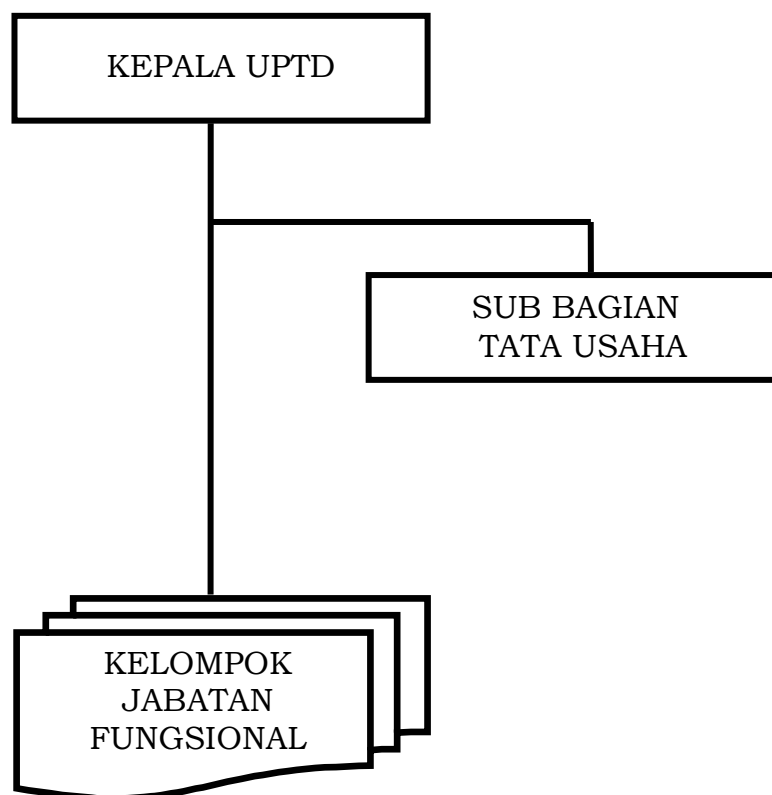 KEPALA UPTD
SUB BAGIAN
TATA USAHA
KELOMPOK
JABATAN
FUNGSIONAL